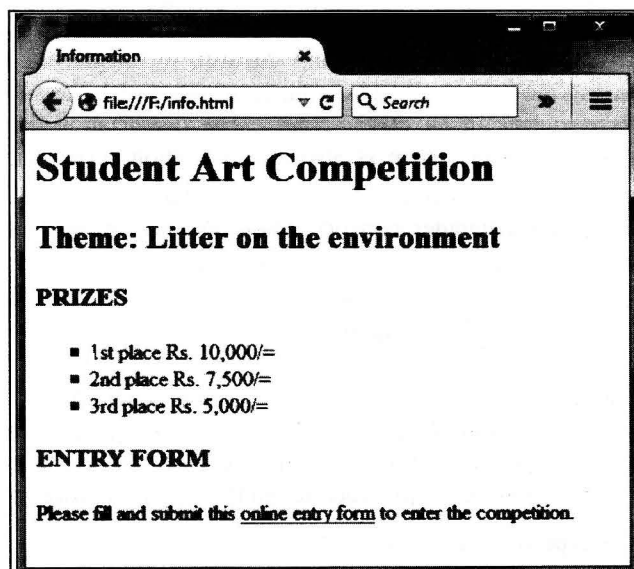 Information
file:///F:/info.html
Search
Student Art Competition
Theme: Litter on the environment
PRIZES
1st place Rs. 10,000/=
2nd place Rs. 7,500/=
3rd place Rs. 5,000/=
ENTRY FORM
Please fill and submit this online entry form to enter the competition.